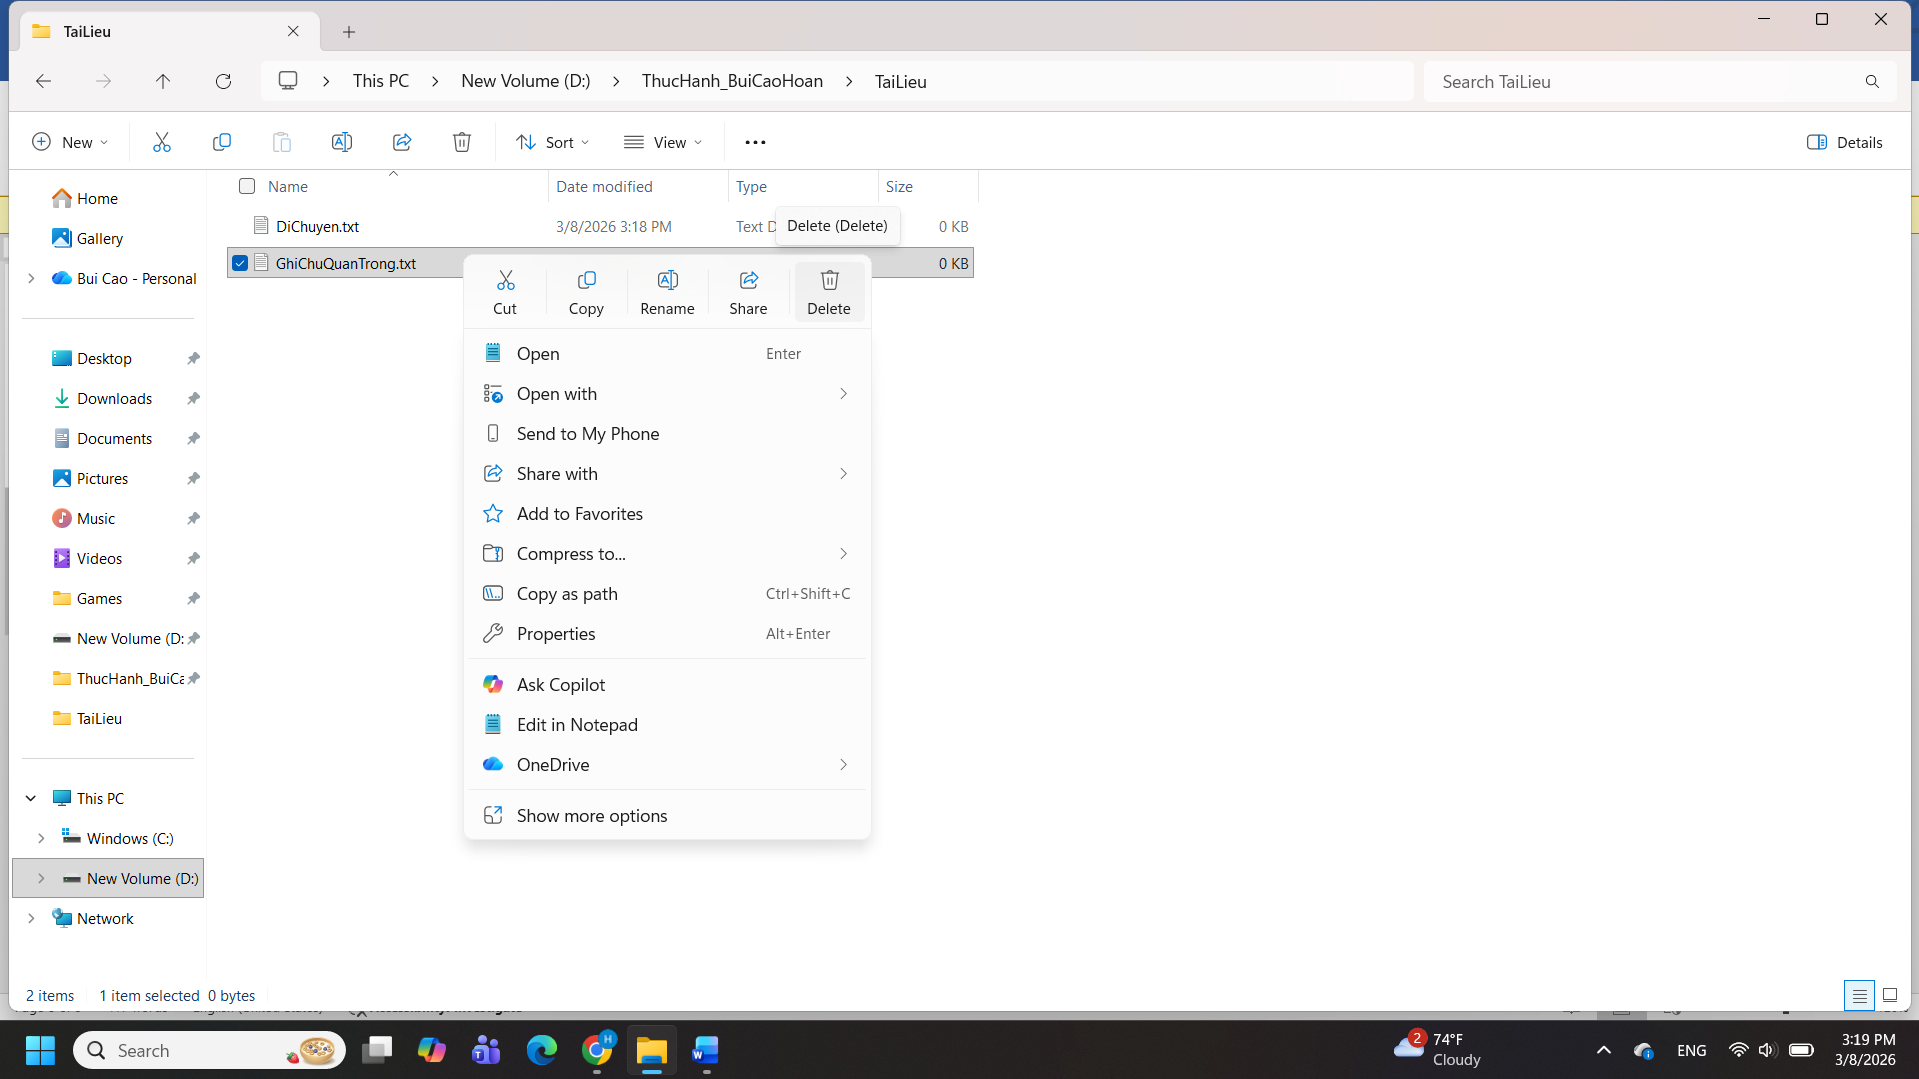 TaiLieu
This PC
New Volume (D:)
ThucHanh_BuiCaoHoan
TaiLieu
Search TaiLieu
New
Sort
View
Details
Name
Date modified
Type
Size
DiChuyen.txt
3/8/2026 3:18 PM
Text D
0 KB
Delete (Delete)
GhiChuQuanTrong.txt
0 KB
Home
Gallery
Bui Cao - Personal
Desktop
Downloads
Documents
Pictures
Music
Videos
Games
New Volume (D:
ThucHanh_BuiCa
TaiLieu
This PC
Windows (C:)
New Volume (D:)
Network
Cut
Copy
Rename
Share
Delete
Open Enter
Open with
Send to My Phone
Share with
Add to Favorites
Compress to...
Copy as path Ctrl+Shift+C
Properties Alt+Enter
Ask Copilot
Edit in Notepad
OneDrive
Show more options
2 items
1 item selected 0 bytes
Search
H
2
74°F
Cloudy
ENG
3:19 PM
3/8/2026